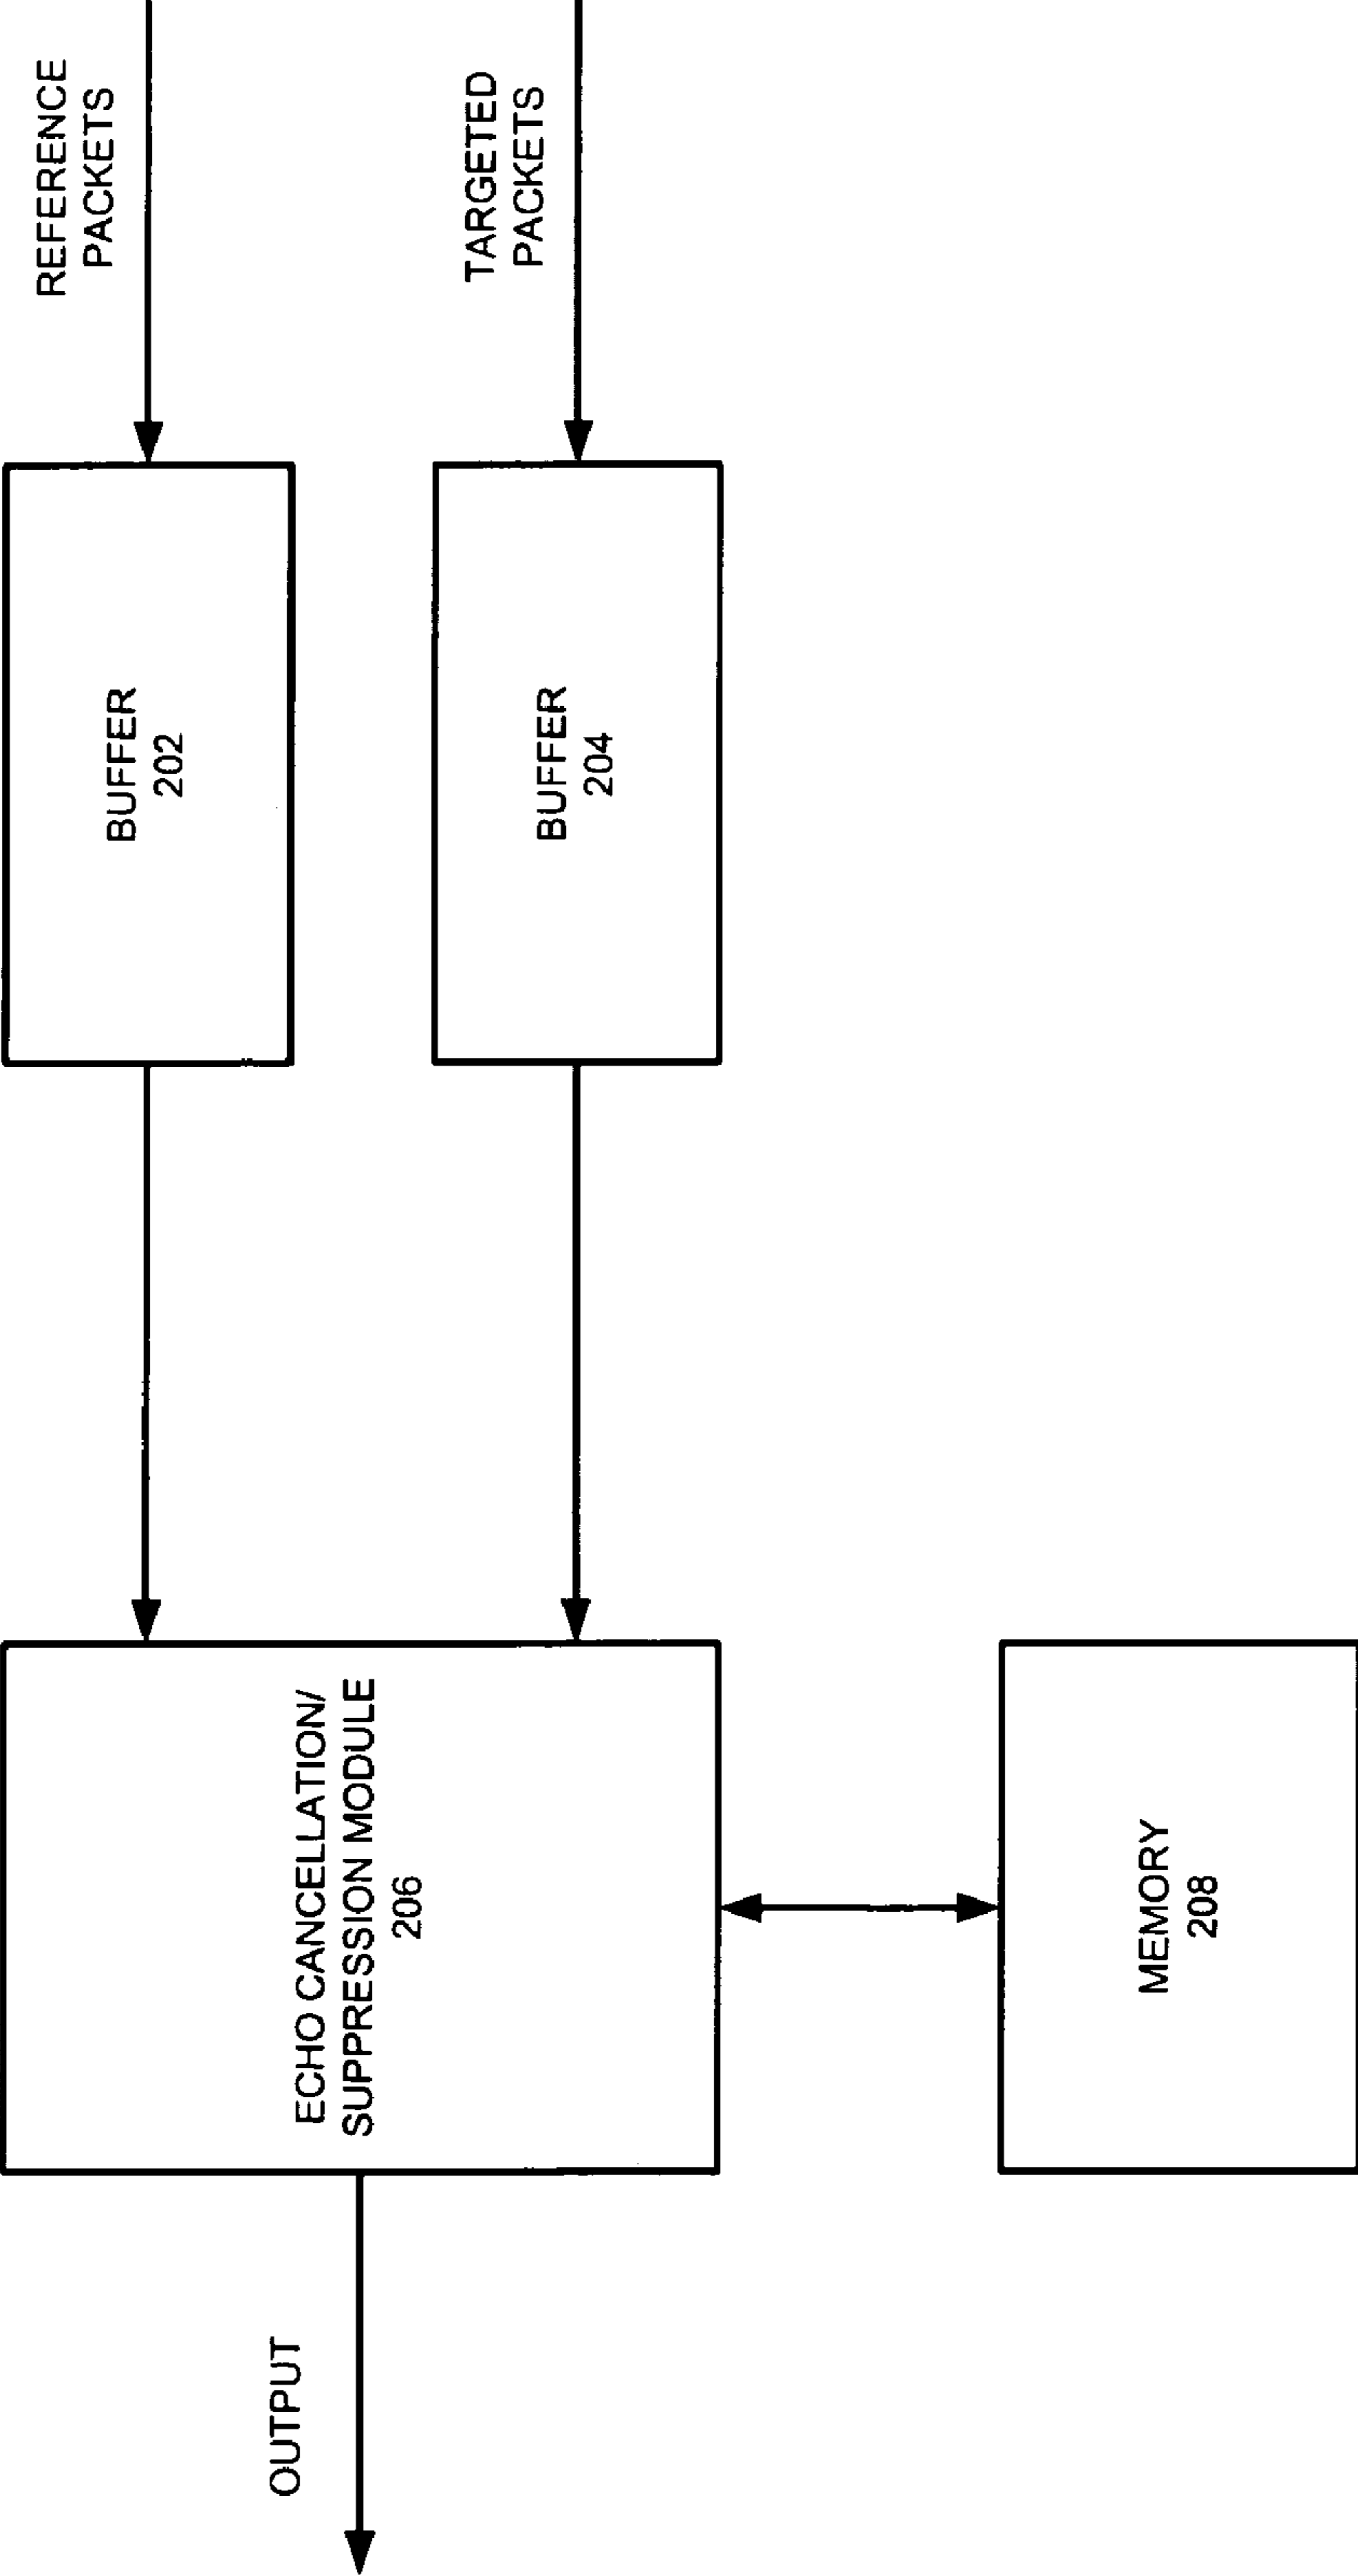 REFERENCE
PACKETS
TARGETED
PACKETS
BUFFER
202
BUFFER
204
ECHO CANCELLATION/
SUPPRESSION MODULE
206
MEMORY
208
OUTPUT